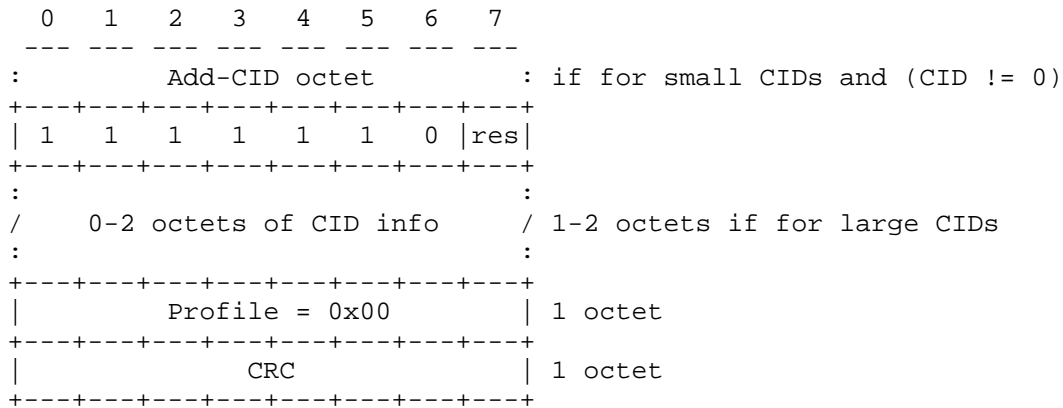 0   1   2   3   4   5   6   7
 --- --- --- --- --- --- --- ---
:         Add-CID octet         : if for small CIDs and (CID != 0)
+---+---+---+---+---+---+---+---+
| 1   1   1   1   1   1   0 |res|
+---+---+---+---+---+---+---+---+
:                               :
/    0-2 octets of CID info     / 1-2 octets if for large CIDs
:                               :
+---+---+---+---+---+---+---+---+
|         Profile = 0x00        | 1 octet
+---+---+---+---+---+---+---+---+
|              CRC              | 1 octet
+---+---+---+---+---+---+---+---+